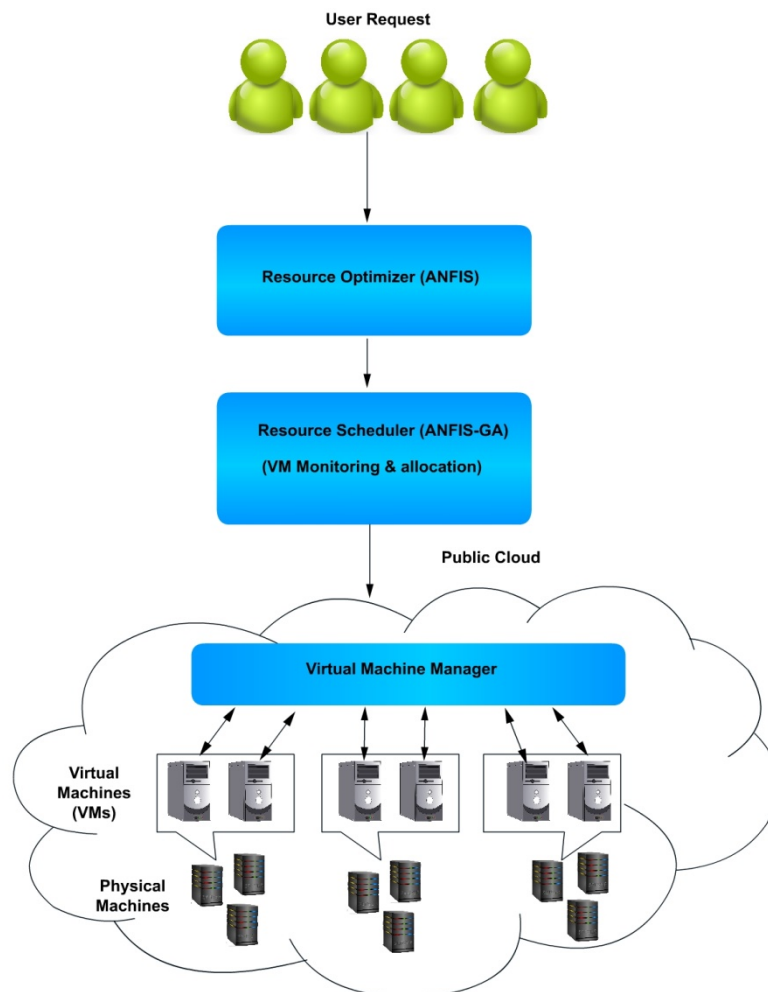 User Request
Resource Optimizer (ANFIS)
Resource Scheduler (ANFIS-GA)
(VM Monitoring & allocation)
Public Cloud
Virtual Machine Manager
Virtual
Machines
(VMs)
Physical
Machines